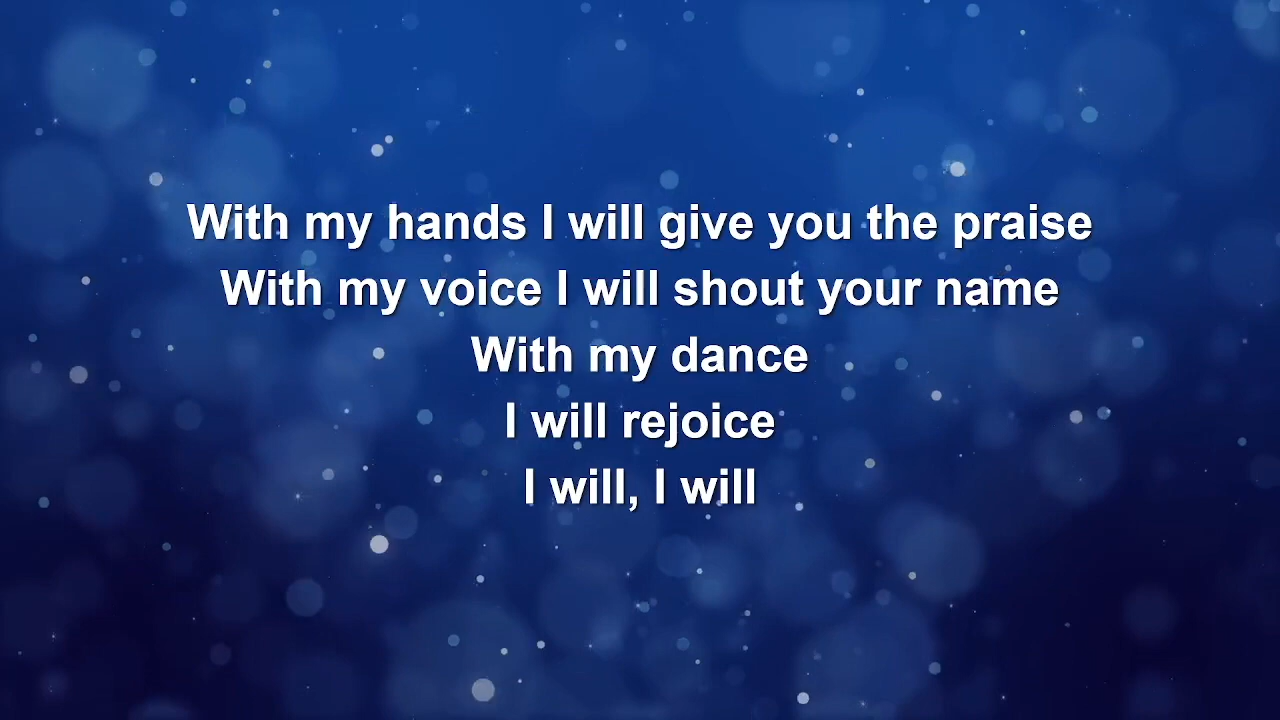 With my hands I will give you the praise
With my voice I will shout your name
With my dance
I will rejoice
I will, I will